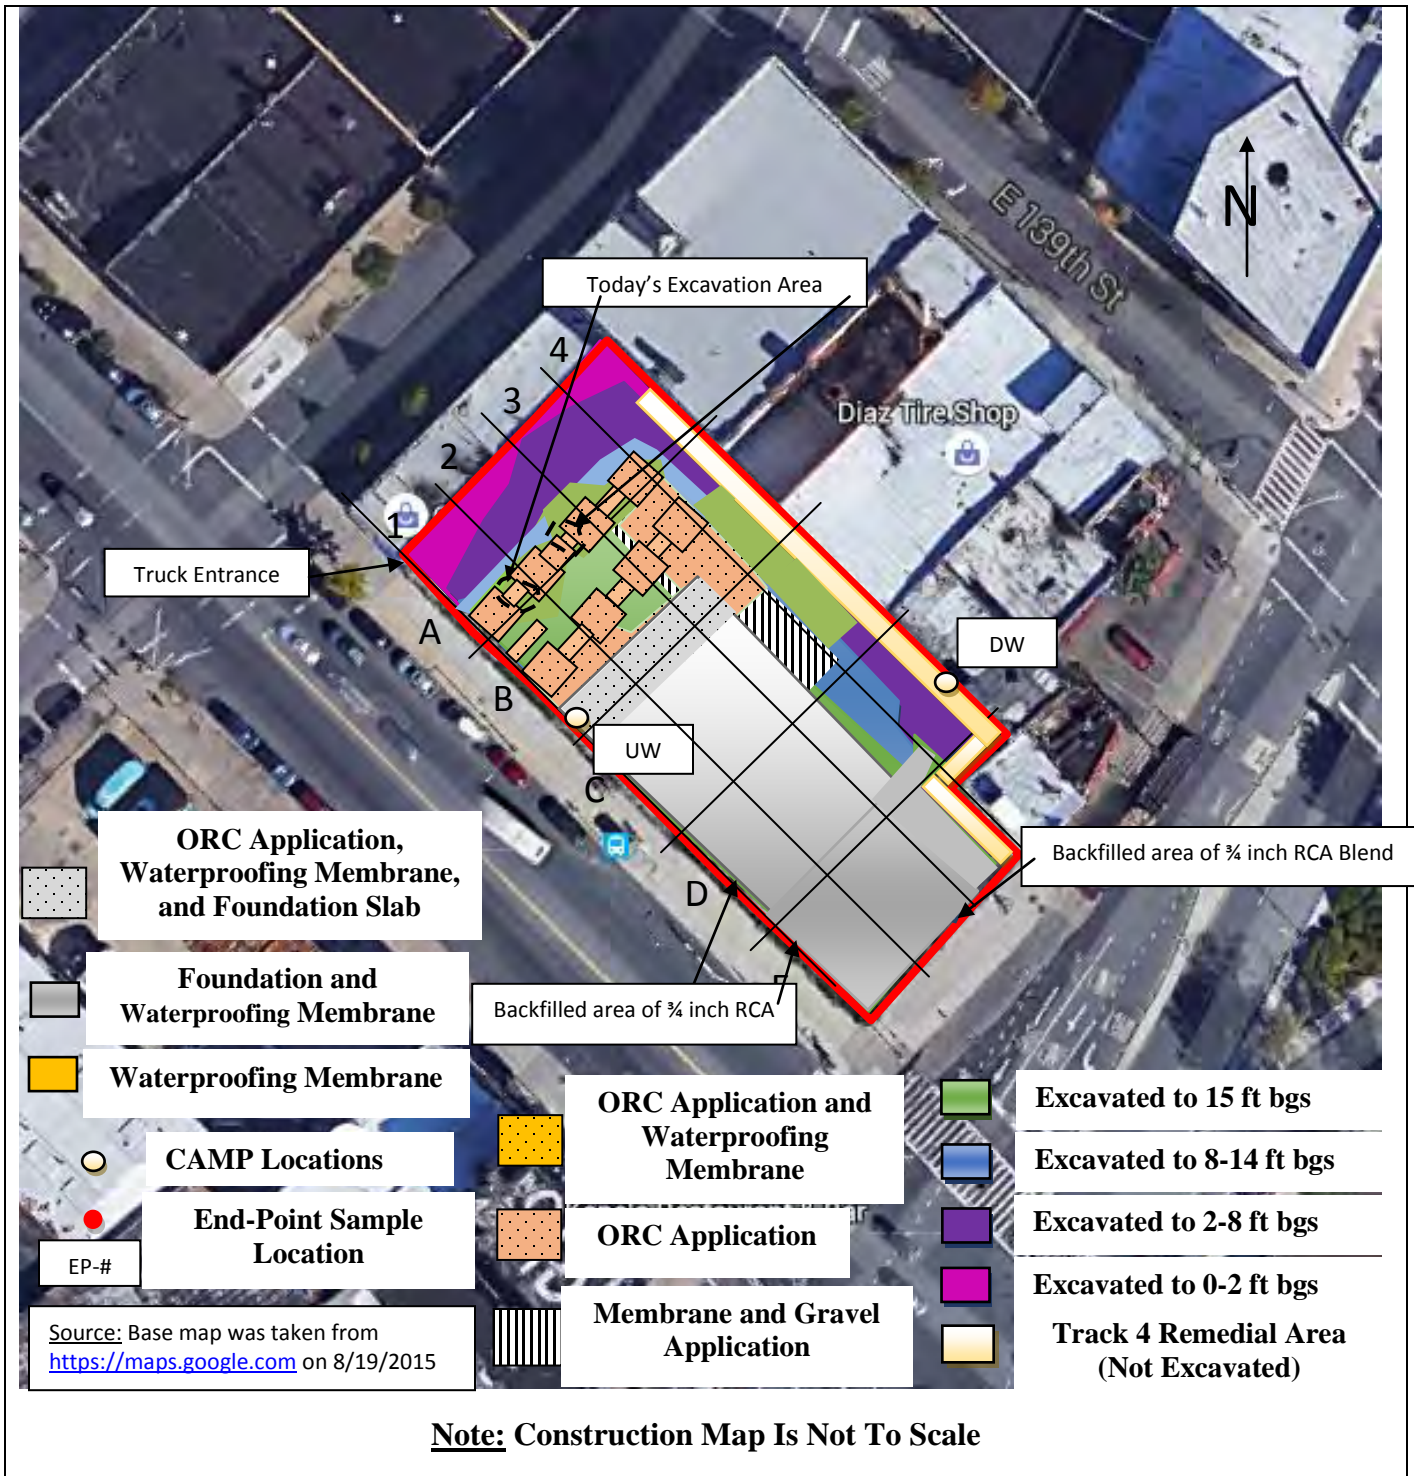 E 139th St
N
Today's Excavation Area
4
3
Diaz Tire Shop
2
1
Truck Entrance
A
DW
B
UW
C
ORC Application,
Waterproofing Membrane,
and Foundation Slab
Backfilled area of ¾ inch RCA Blend
D
Foundation and
Waterproofing Membrane
Backfilled area of ¾ inch RCA
Waterproofing Membrane
ORC Application and
Waterproofing
Membrane
Excavated to 15 ft bgs
CAMP Locations
Excavated to 8-14 ft bgs
End-Point Sample
Location
EP-#
ORC Application
Excavated to 2-8 ft bgs
Excavated to 0-2 ft bgs
Membrane and Gravel
Application
Track 4 Remedial Area
(Not Excavated)
Source: Base map was taken from
https://maps.google.com on 8/19/2015
Note: Construction Map Is Not To Scale